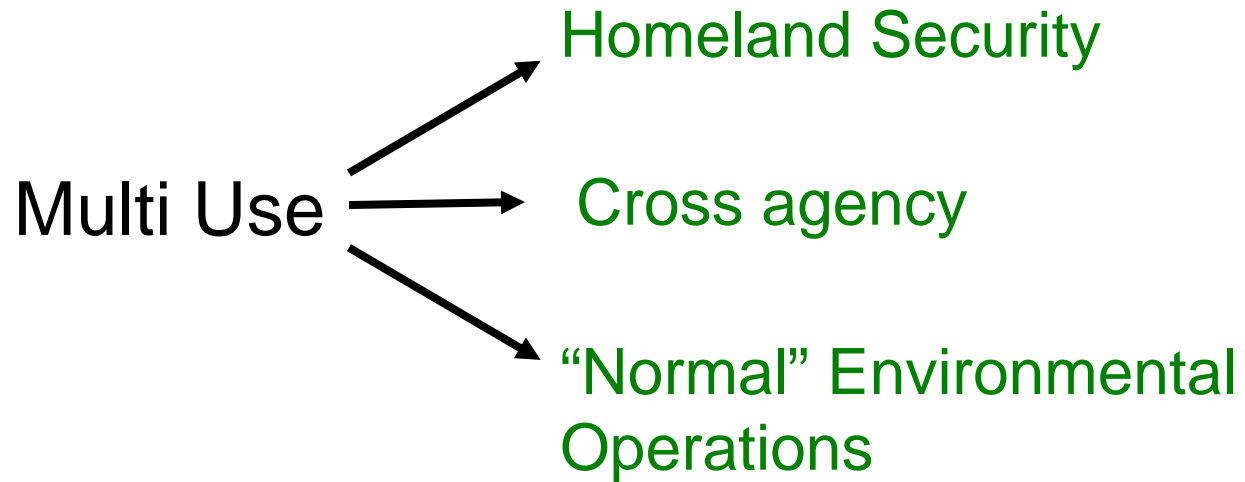 Homeland Security
Multi Use
Cross agency
“Normal” Environmental
Operations